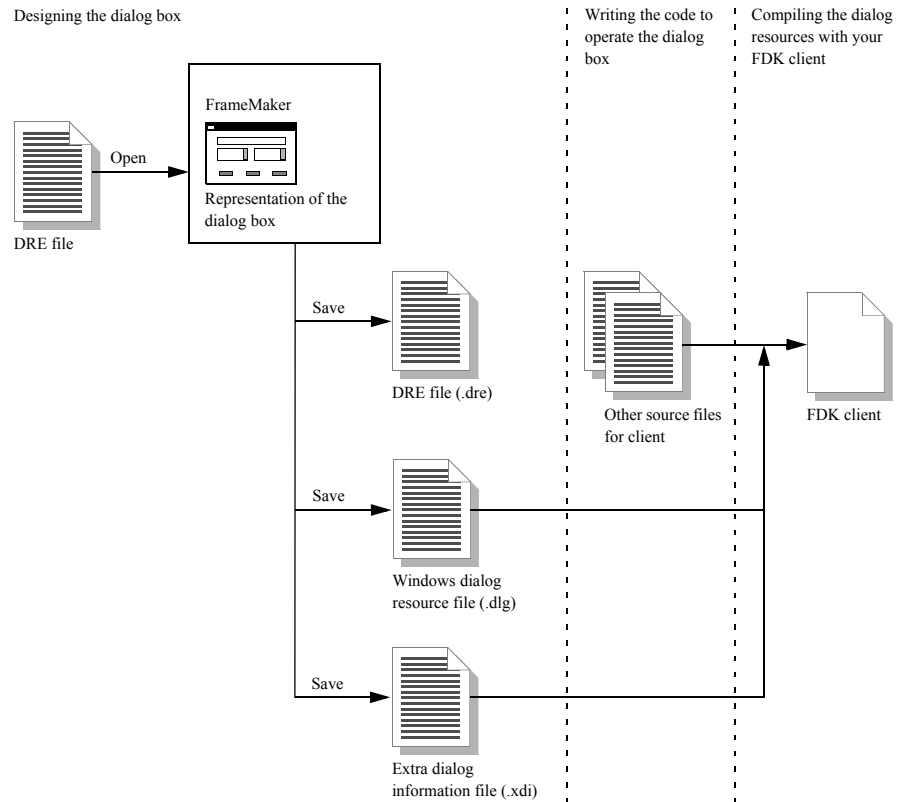 Designing the dialog box
Writing the code to
operate the dialog
box
Compiling the dialog
resources with your
FDK client
FrameMaker
Open
Representation of the
dialog box
DRE file
Save
DRE file (.dre)
Other source files
for client
FDK client
Save
Windows dialog
resource file (.dlg)
Save
Extra dialog
information file (.xdi)